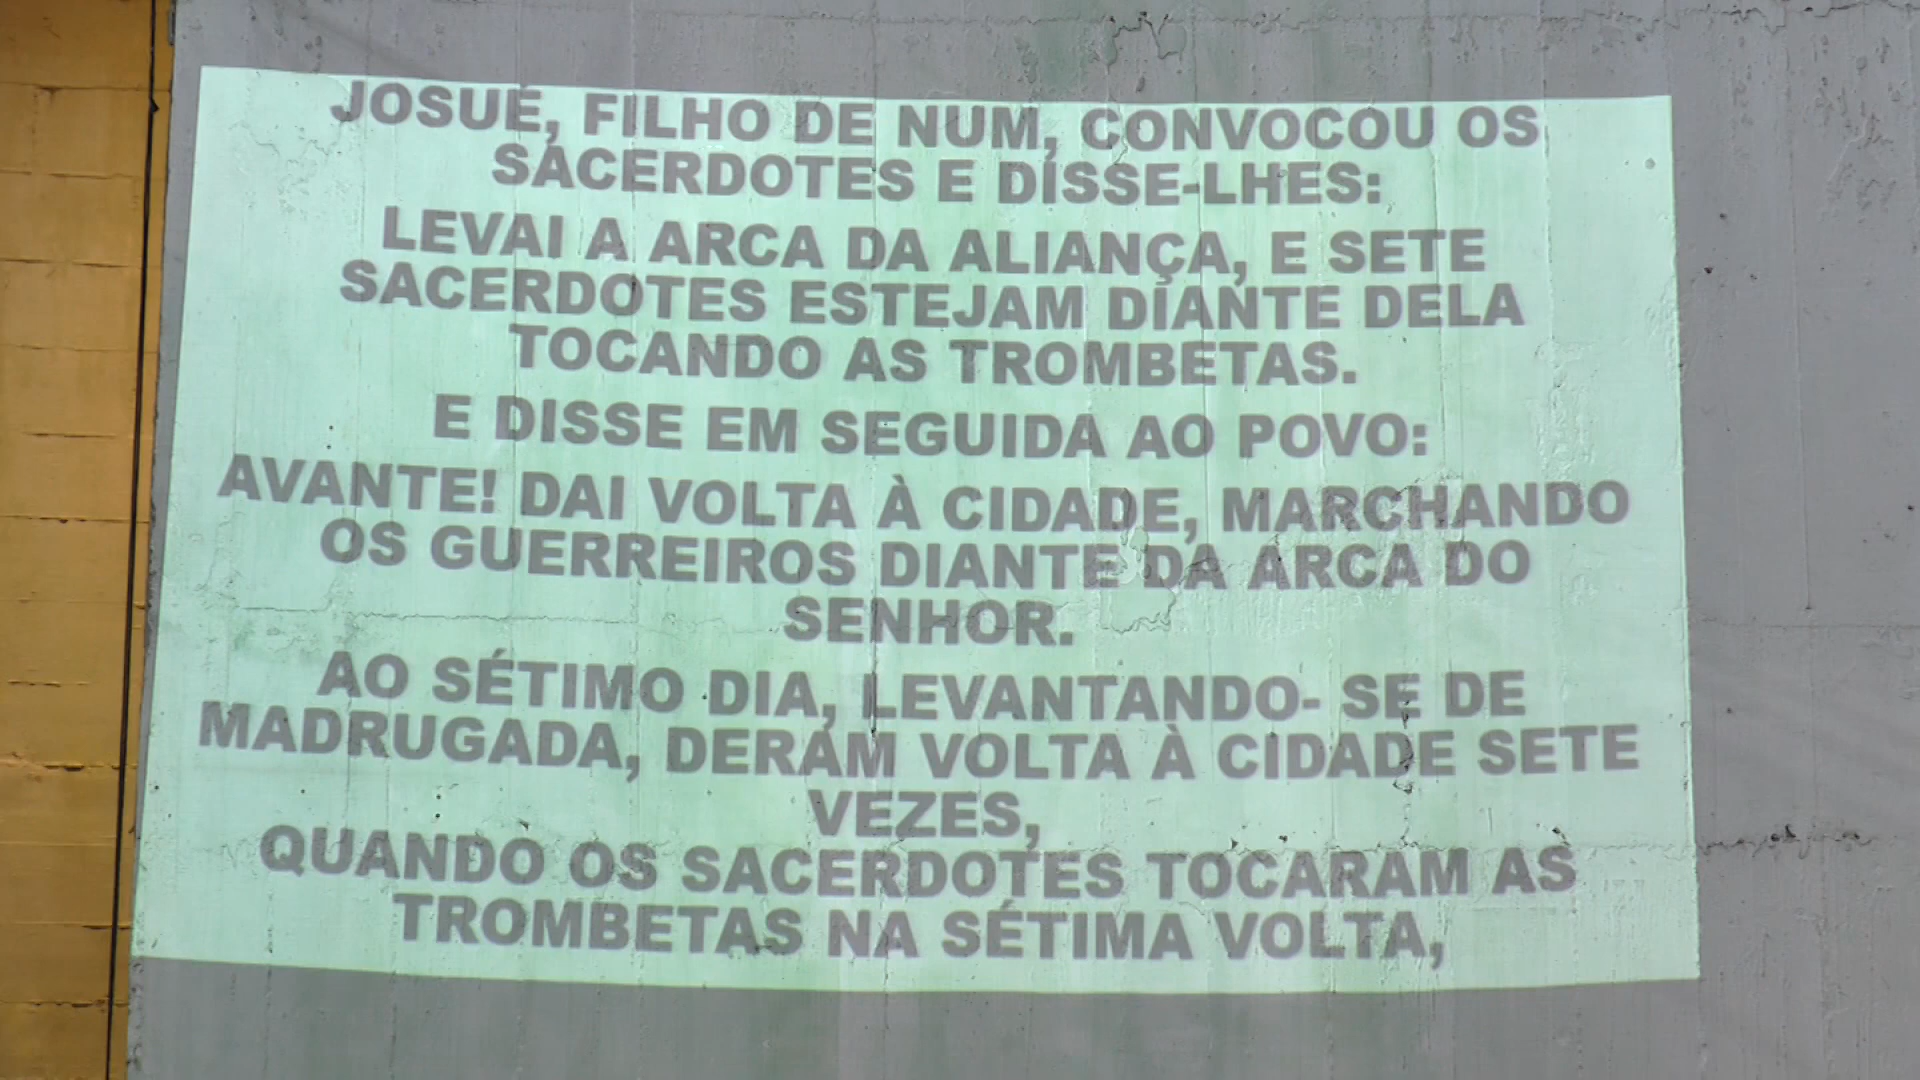 JOSUÉ, FILHO DE NUM, CONVOCOU OS
SACERDOTES E DISSE-LHES:
LEVAI A ARCA DA ALIANÇA, E SETE
SACERDOTES ESTEJAM DIANTE DELA
TOCANDO AS TROMBETAS.
E DISSE EM SEGUIDA AO POVO:
AVANTE! DAI VOLTA À CIDADE, MARCHANDO
OS GUERREIROS DIANTE DA ARCA DO
SENHOR.
AO SÉTIMO DIA, LEVANTANDO- SE DE
MADRUGADA, DERAM VOLTA À CIDADE SETE
VEZES,
QUANDO OS SACERDOTES TOCARAM AS
TROMBETAS NA SÉTIMA VOLTA,